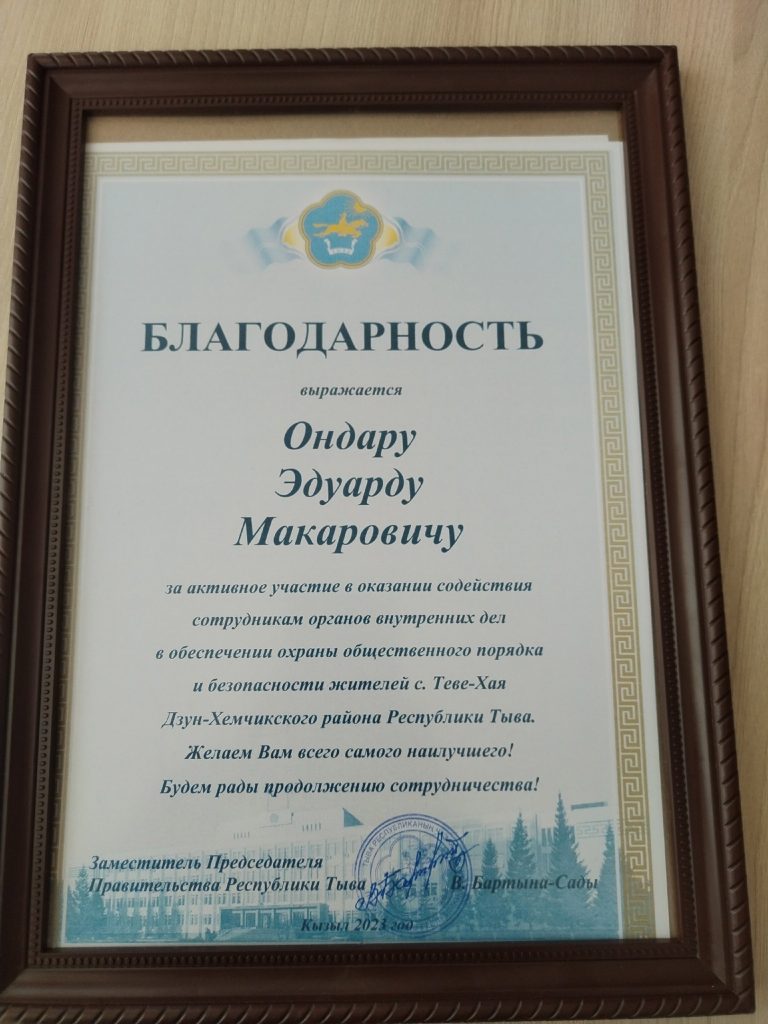 БЛАГОДАРНОСТЬ
выражается
Ондару
Эдуарду
Макаровичу
за активное участие в оказании содействия
сотрудникам органов внутренних дел
в обеспечении охраны общественного порядка
и безопасности жителей с. Теве-Хая
Дзун-Хемчикского района Республики Тыва.
Желаем Вам всего самого наилучшего!
Будем рады продолжению сотрудничества!
Заместитель Председателя
Правительства Республики Тыва
В. Бартына-Сады
ТЫВА РЕСПУБЛИКАНЫҢ
Кызыл 2023 год